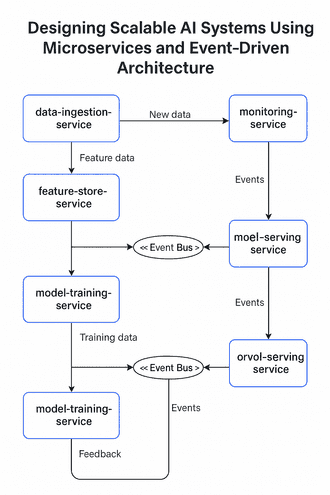 Designing Scalable AI Systems Using
Microservices and Event-Driven
Architecture
data-ingestion-
service
New data
monitoring-
service
Feature data
Events
feature-store-
service
<< Event Bus >
moel-serving
service
model-training-
service
Events
Training data
<< Event Bus >
orvol-serving
service
model-training-
service
Events
Feedback